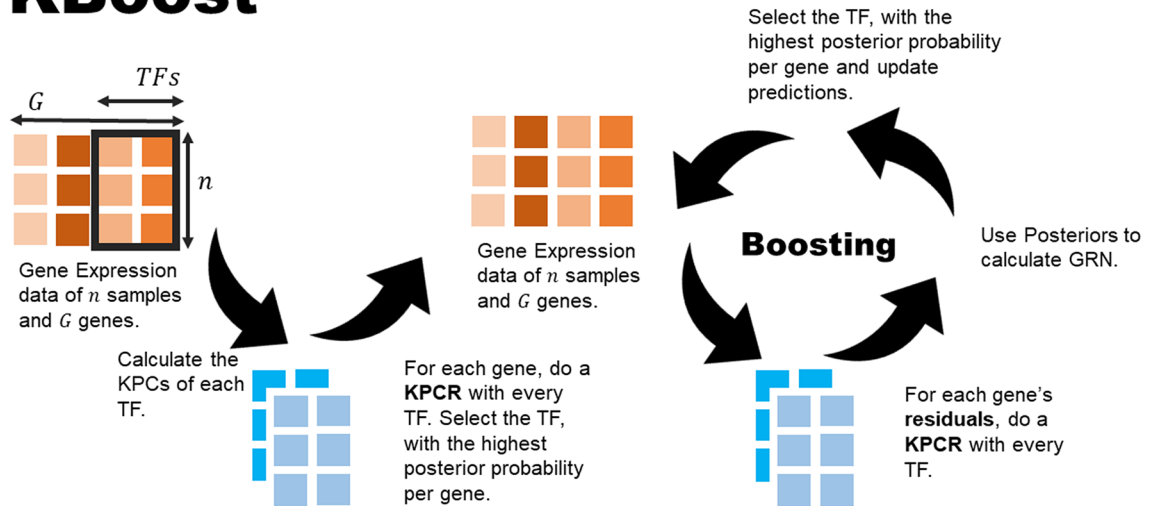 KBoost
TFs
G
n
Gene Expression
data of n samples
and G genes.
Calculate the
KPCs of each
TF.
For each gene, do a
KPCR with every
TF. Select the TF,
with the highest
posterior probability
per gene.
Gene Expression
data of n samples
and G genes.
Select the TF, with the
highest posterior probability
per gene and update
predictions.
Boosting
Use Posteriors to
calculate GRN.
For each gene's
residuals, do a
KPCR with every
TF.